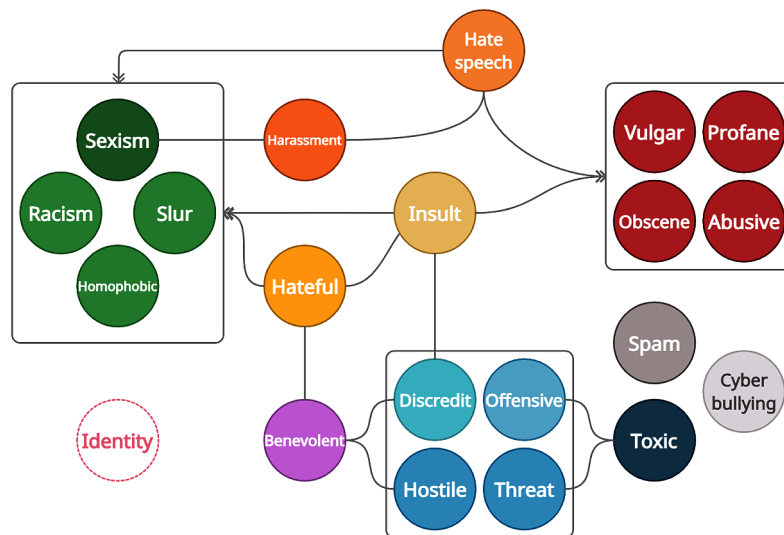 Hate
speech
Sexism
Harassment
Vulgar
Profane
Racism
Slur
Insult
Obscene
Abusive
Homophobic
Hateful
Spam
Cyber
bullying
Discredit
Offensive
Identity
Benevolent
Toxic
Hostile
Threat